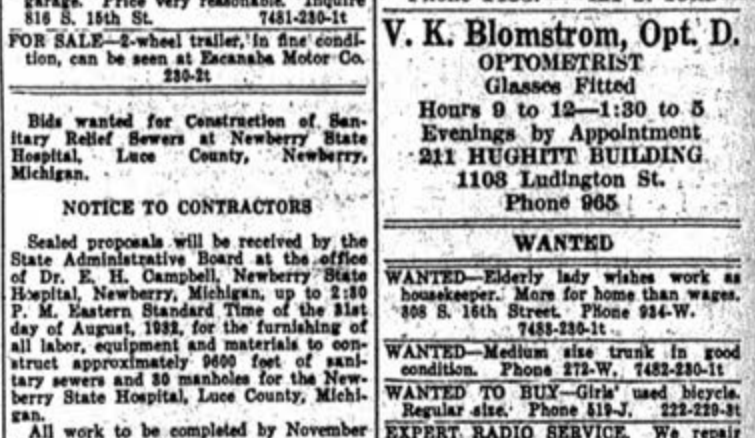 garage. Price very reasonable. Inquire
816 S. 15th St. 7481-230-1t
FOR SALE—2-wheel trailer, in fine condi-
tion, can be seen at Escanaba Motor Co.
230-2t
Bids wanted for Construction of San-
itary Relief Sewers at Newberry State
Hospital, Luce County, Newberry,
Michigan.
NOTICE TO CONTRACTORS
Sealed proposals will be received by the
State Administrative Board at the office
of Dr. E. H. Campbell, Newberry State
Hospital, Newberry, Michigan, up to 2:30
P. M. Eastern Standard Time of the 31st
day of August, 1932, for the furnishing of
all labor, equipment and materials to con-
struct approximately 9600 feet of sani-
tary sewers and 30 manholes for the New-
berry State Hospital, Luce County, Michi-
gan.
All work to be completed by November
V. K. Blomstrom, Opt. D.
OPTOMETRIST
Glasses Fitted
Hours 9 to 12—1:30 to 5
Evenings by Appointment
211 HUGHITT BUILDING
1103 Ludington St.
Phone 965
WANTED
WANTED—Elderly lady wishes work as
housekeeper. More for home than wages.
308 S. 16th Street. Phone 934-W.
7483-230-1t
WANTED—Medium size trunk in good
condition. Phone 272-W. 7482-230-1t
WANTED TO BUY—Girls' used bicycle.
Regular size. Phone 519-J. 222-229-3t
EXPERT RADIO SERVICE. We repair